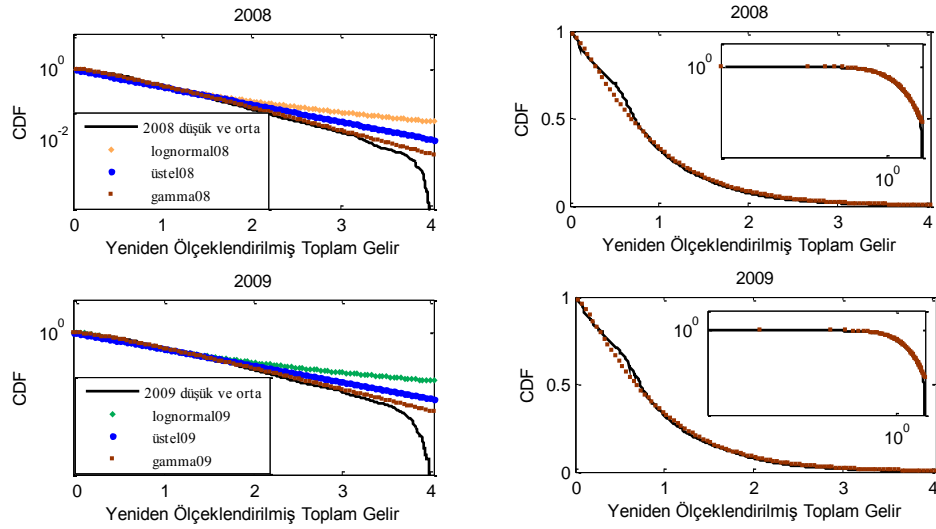 2008
10^0
10^-2
CDF
2008 düşük ve orta
lognormal08
üstel08
gamma08
0 1 2 3 4
Yeniden Ölçeklendirilmiş Toplam Gelir
2008
1
0.5
0
CDF
10^0
10^0
0 1 2 3 4
Yeniden Ölçeklendirilmiş Toplam Gelir
2009
10^0
CDF
2009 düşük ve orta
lognormal09
üstel09
gamma09
0 1 2 3 4
Yeniden Ölçeklendirilmiş Toplam Gelir
2009
1
0.5
0
CDF
10^0
10^0
0 1 2 3 4
Yeniden Ölçeklendirilmiş Toplam Gelir